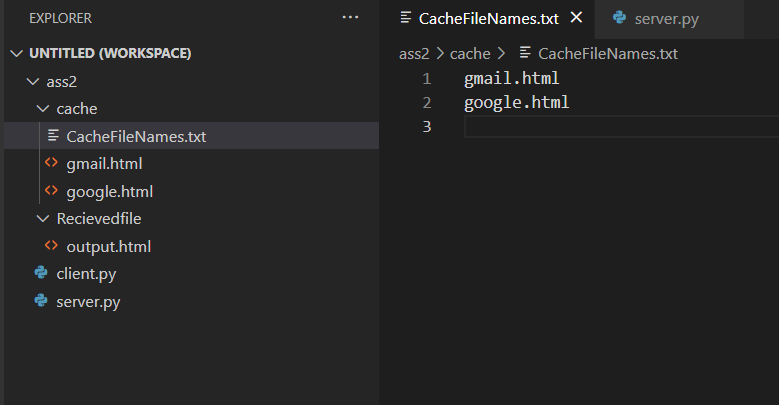 EXPLORER
UNTITLED (WORKSPACE)
ass2
cache
CacheFileNames.txt
gmail.html
google.html
Recievedfile
output.html
client.py
server.py
CacheFileNames.txt server.py
ass2 > cache > CacheFileNames.txt
1 gmail.html
2 google.html
3